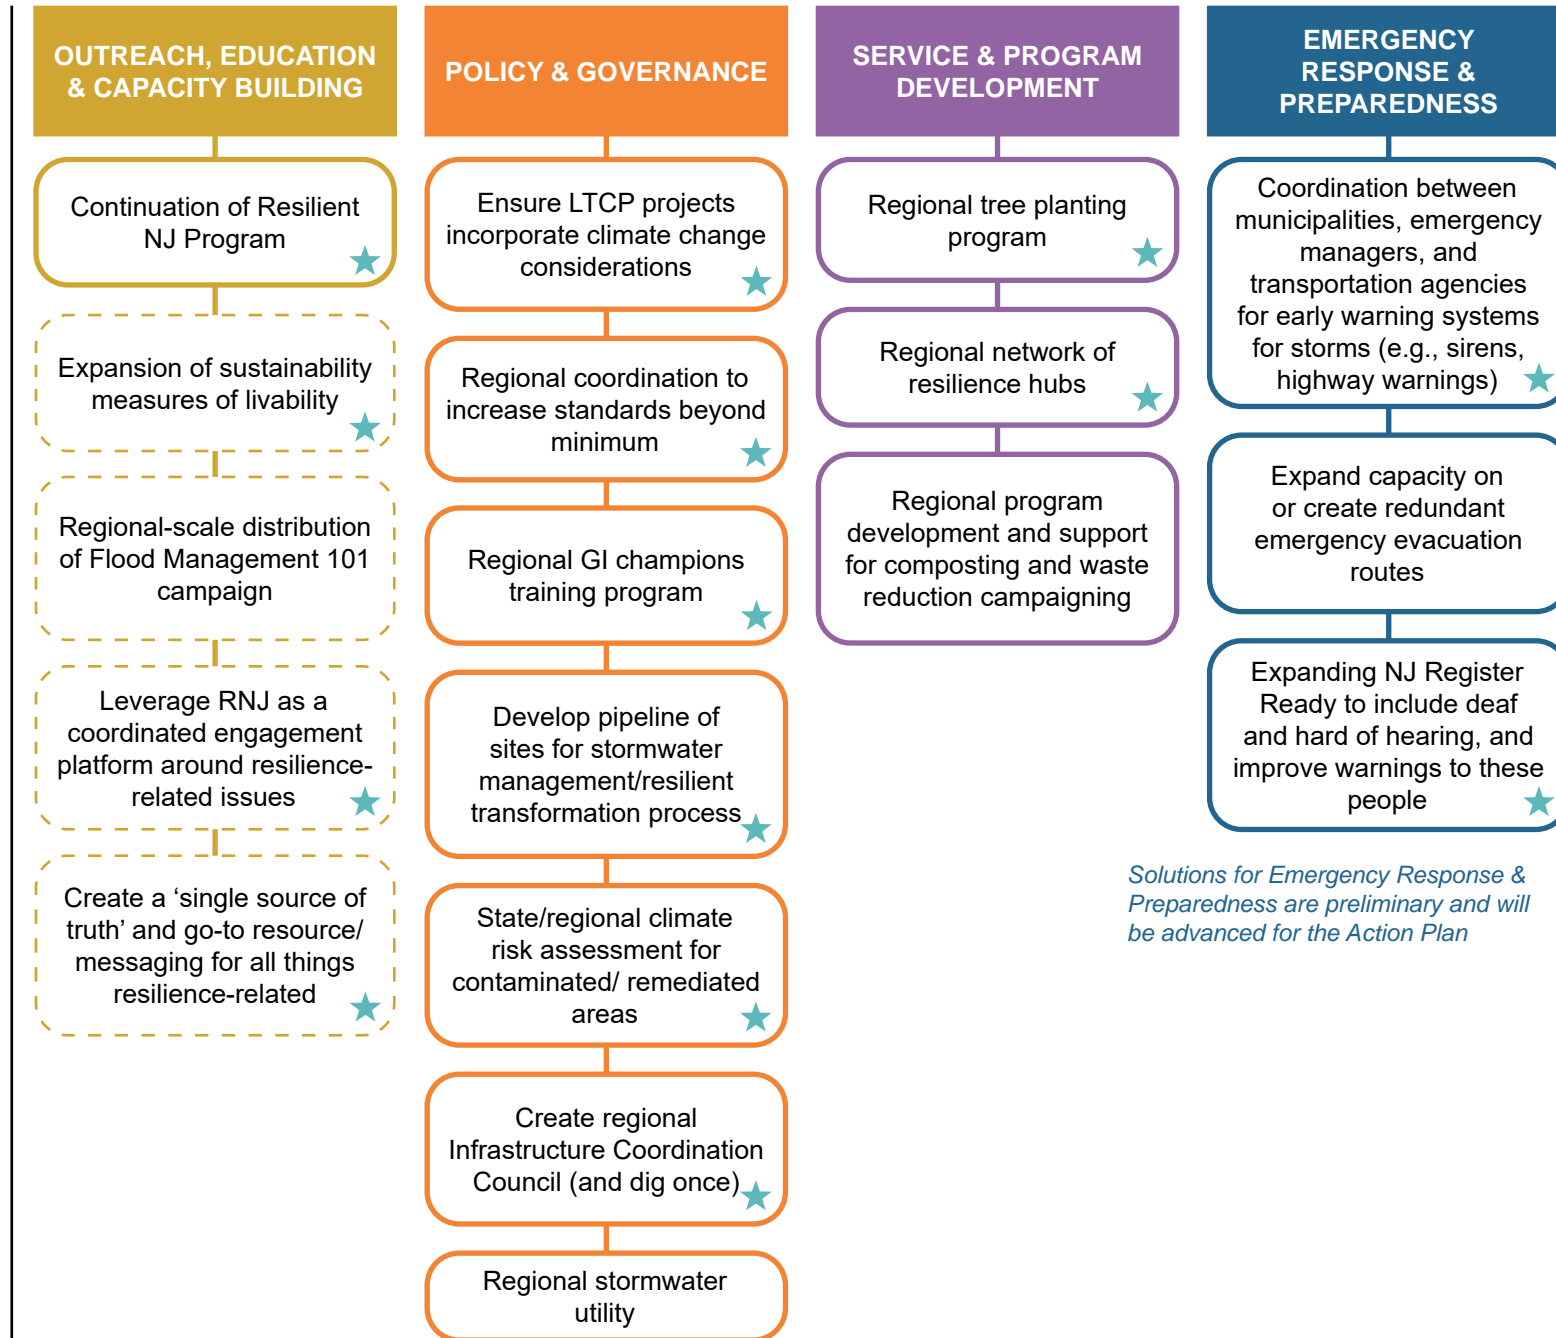 OUTREACH, EDUCATION
& CAPACITY BUILDING
Continuation of Resilient
NJ Program
Expansion of sustainability
measures of livability
Regional-scale distribution
of Flood Management 101
campaign
Leverage RNJ as a
coordinated engagement
platform around resilience-
related issues
Create a ‘single source of
truth’ and go-to resource/
messaging for all things
resilience-related
POLICY & GOVERNANCE
Ensure LTCP projects
incorporate climate change
considerations
Regional coordination to
increase standards beyond
minimum
Regional GI champions
training program
Develop pipeline of
sites for stormwater
management/resilient
transformation process
State/regional climate
risk assessment for
contaminated/ remediated
areas
Create regional
Infrastructure Coordination
Council (and dig once)
Regional stormwater
utility
SERVICE & PROGRAM
DEVELOPMENT
Regional tree planting
program
Regional network of
resilience hubs
Regional program
development and support
for composting and waste
reduction campaigning
EMERGENCY
RESPONSE &
PREPAREDNESS
Coordination between
municipalities, emergency
managers, and
transportation agencies
for early warning systems
for storms (e.g., sirens,
highway warnings)
Expand capacity on
or create redundant
emergency evacuation
routes
Expanding NJ Register
Ready to include deaf
and hard of hearing, and
improve warnings to these
people
Solutions for Emergency Response &
Preparedness are preliminary and will
be advanced for the Action Plan